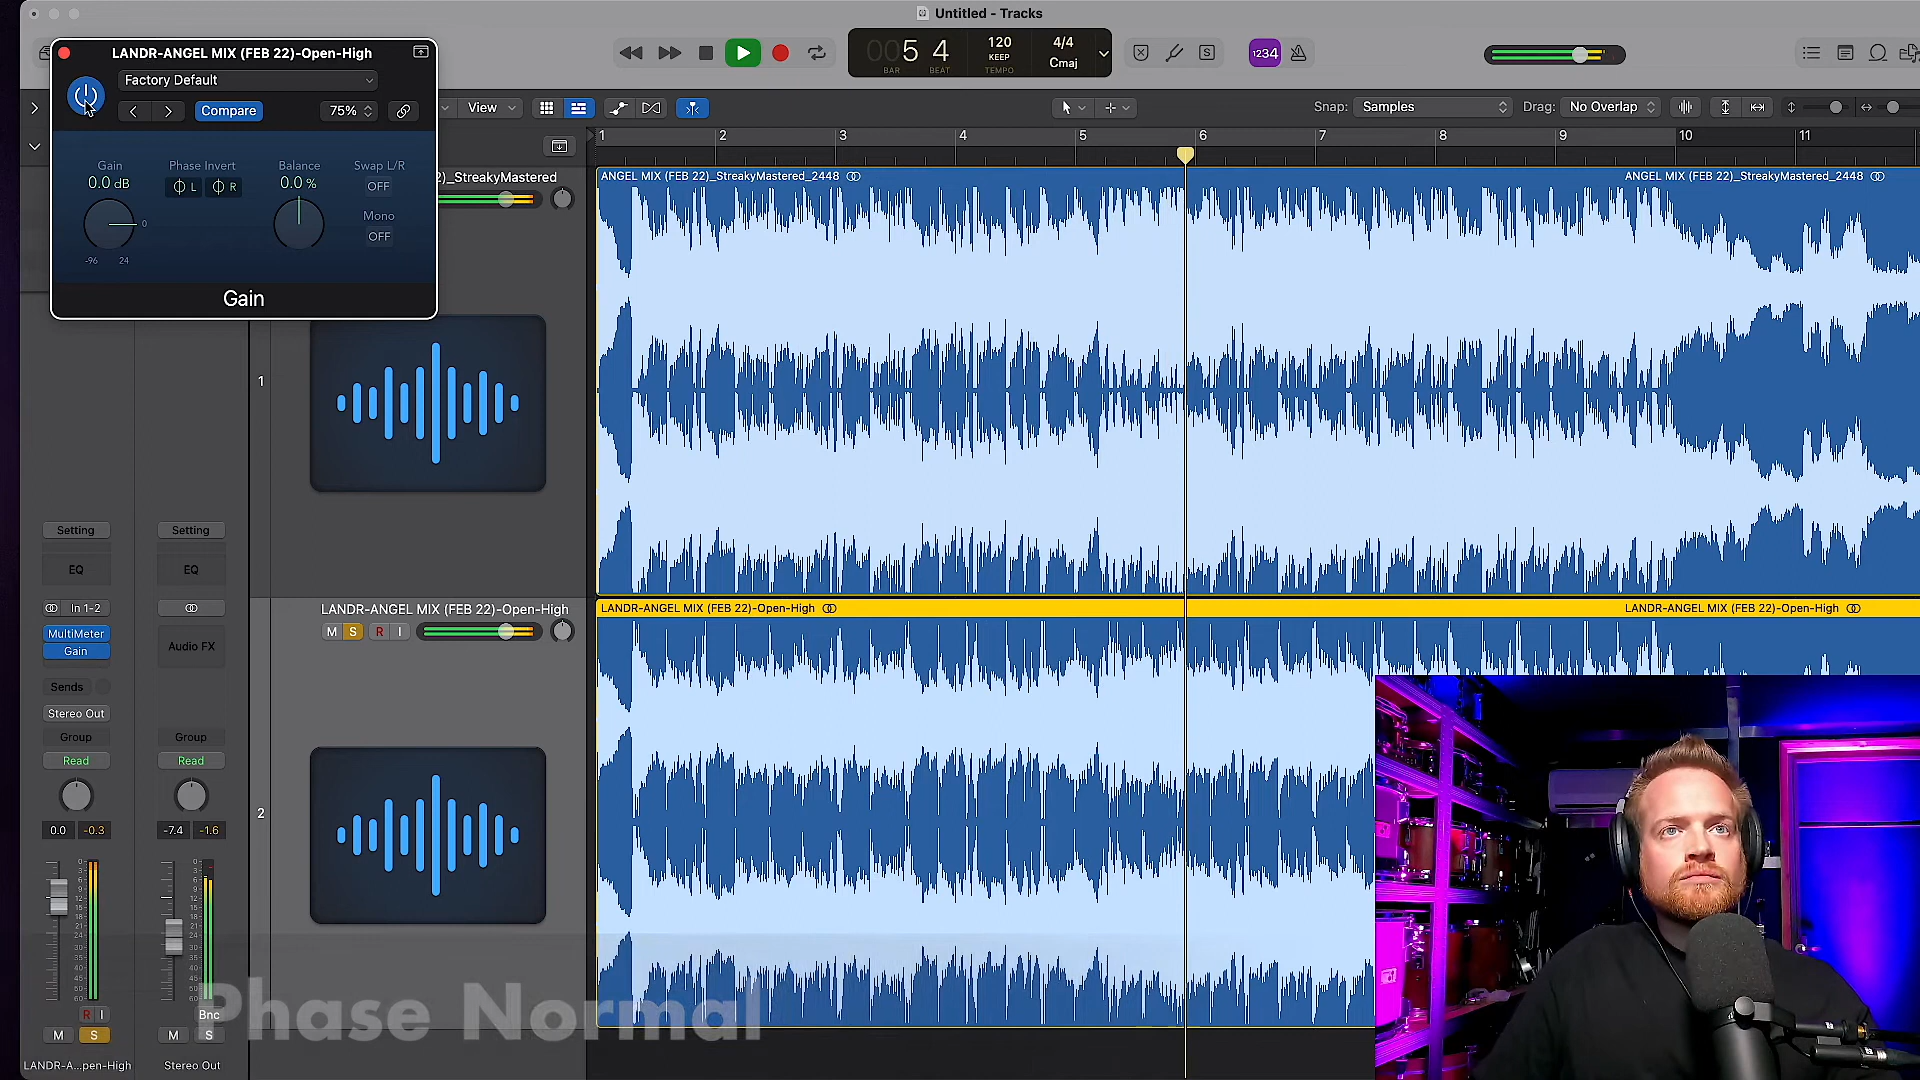 Untitled - Tracks
LANDR-ANGEL MIX (FEB 22)-Open-High
Factory Default
Compare
75%
005 4
BAR BEAT
120
KEEP
TEMPO
4/4
Cmaj
1234
View
Snap: Samples
Drag: No Overlap
1 2 3 4 5 6 7 8 9 10 11
Gain
0.0 dB
0
-96 24
Phase Invert
L R
Balance
0.0 %
Swap L/R
OFF
Mono
OFF
Gain
2)_StreakyMastered
ANGEL MIX (FEB 22)_StreakyMastered_2448
ANGEL MIX (FEB 22)_StreakyMastered_2448
1
LANDR-ANGEL MIX (FEB 22)-Open-High
M S R I
LANDR-ANGEL MIX (FEB 22)-Open-High
LANDR-ANGEL MIX (FEB 22)-Open-High
2
Setting Setting
EQ EQ
In 1-2
MultiMeter
Gain
Audio FX
Sends
Stereo Out
Group Group
Read Read
0.0 -0.3 -7.4 -1.6
R I Bnc
M S M S
LANDR-A...pen-High Stereo Out
Phase Normal